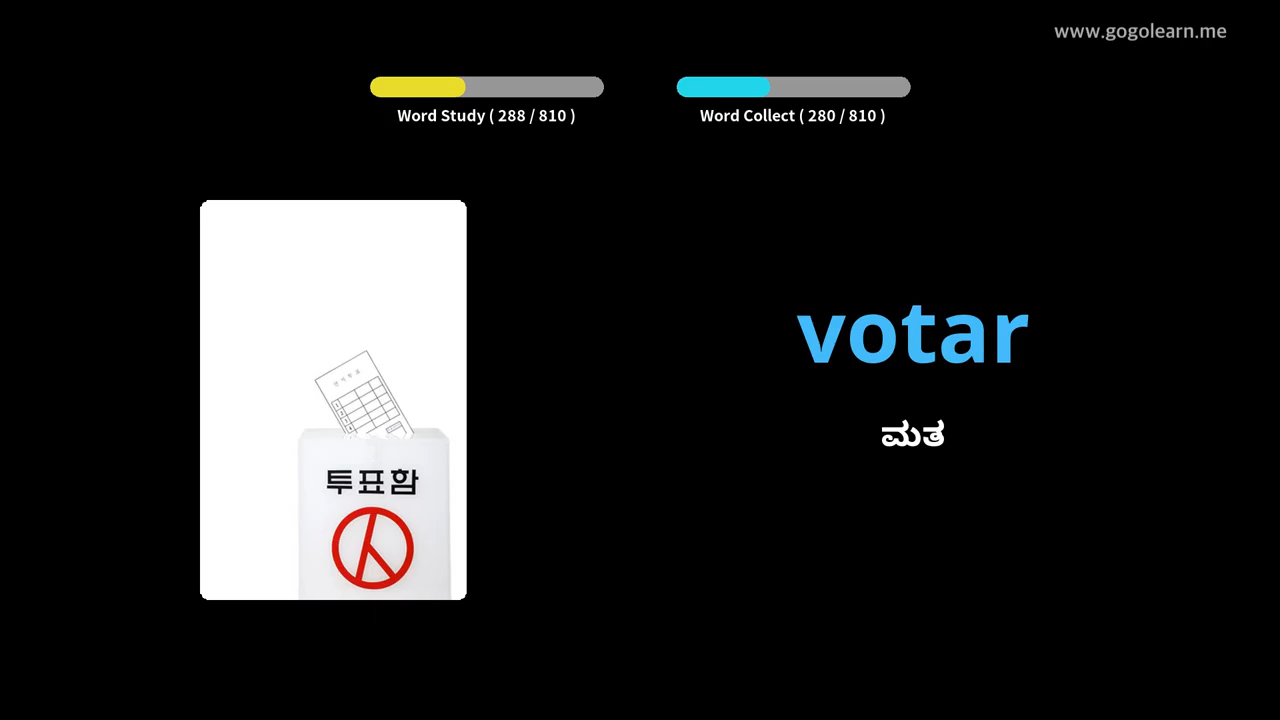 www.gogolearn.me
Word Study ( 288 / 810 )
Word Collect ( 280 / 810 )
votar
ಮತ
투표함